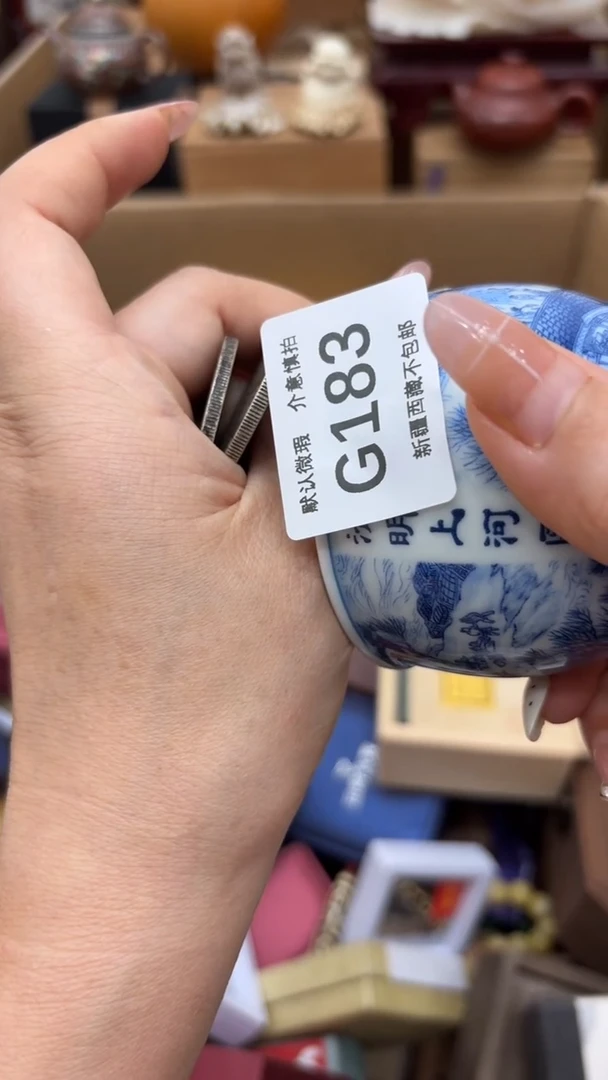 默认微瑕 介意慎拍
G183
新疆西藏不包邮
明上河